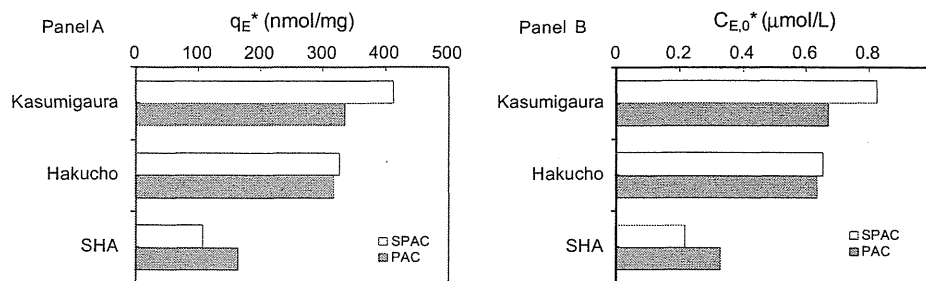 Panel A
q_E* (nmol/mg)
0 100 200 300 400 500
Kasumigaura
Hakucho
SHA
SPAC
PAC
Panel B
C_E,0* (μmol/L)
0 0.2 0.4 0.6 0.8
Kasumigaura
Hakucho
SHA
SPAC
PAC